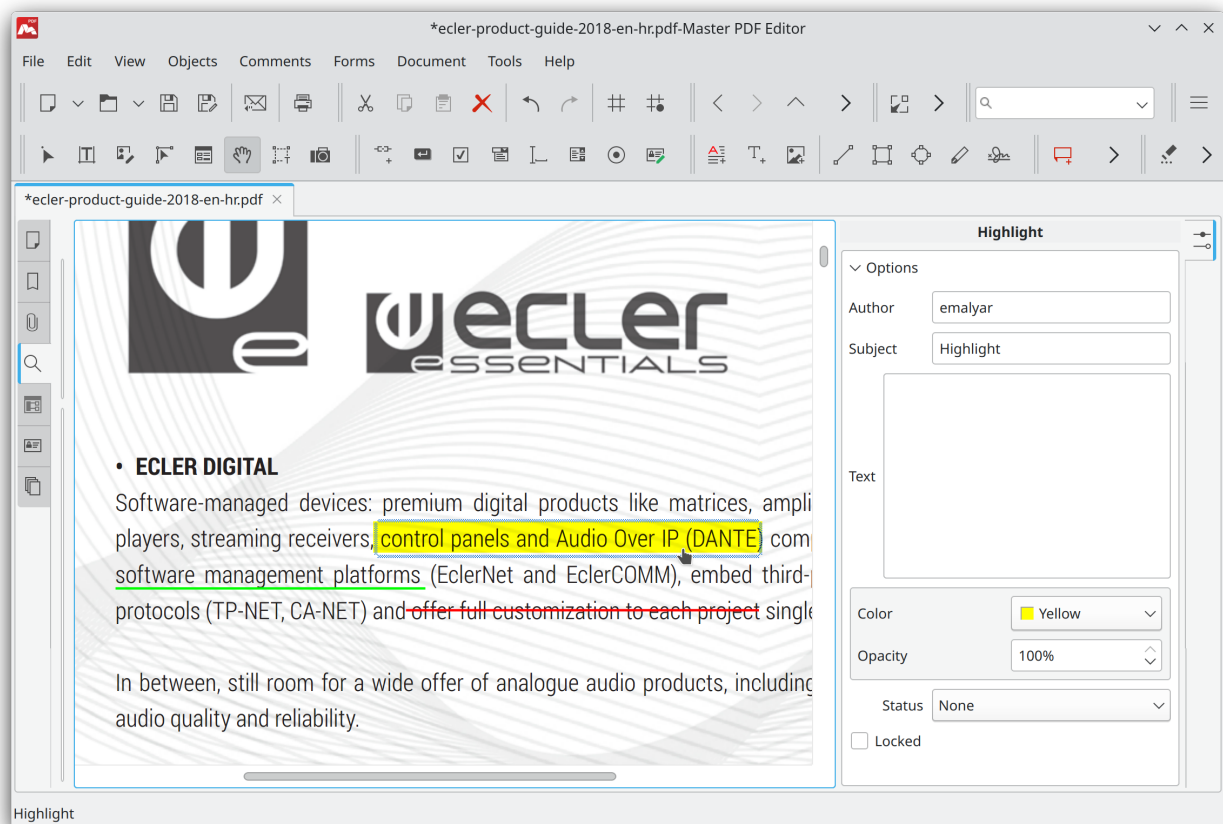 *ecler-product-guide-2018-en-hr.pdf-Master PDF Editor
File Edit View Objects Comments Forms Document Tools Help
*ecler-product-guide-2018-en-hr.pdf
Highlight
Options
Author emalyar
Subject Highlight
Text
e
ecler
essentials
• ECLER DIGITAL
Software-managed devices: premium digital products like matrices, ampli
players, streaming receivers, control panels and Audio Over IP (DANTE) com
software management platforms (EclerNet and EclerCOMM), embed third-
protocols (TP-NET, CA-NET) and offer full customization to each project single
In between, still room for a wide offer of analogue audio products, including
audio quality and reliability.
Color Yellow
Opacity 100%
Status None
Locked
Highlight